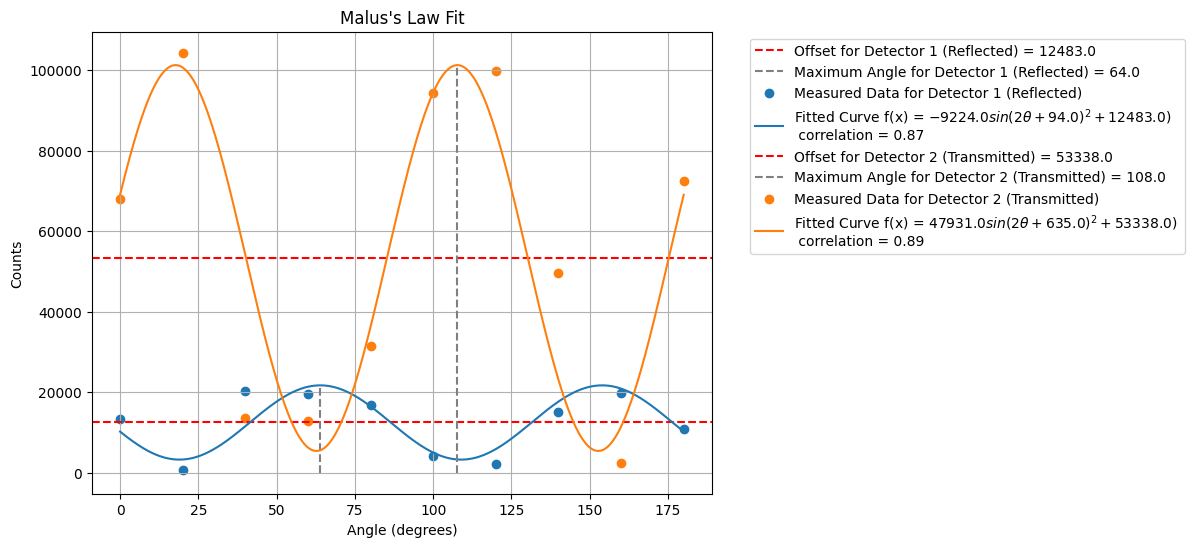 Malus's Law Fit
Counts
100000
80000
60000
40000
20000
0
0 25 50 75 100 125 150 175
Angle (degrees)
Offset for Detector 1 (Reflected) = 12483.0
Maximum Angle for Detector 1 (Reflected) = 64.0
Measured Data for Detector 1 (Reflected)
Fitted Curve f(x) = −9224.0sin(2θ + 94.0)² + 12483.0)
correlation = 0.87
Offset for Detector 2 (Transmitted) = 53338.0
Maximum Angle for Detector 2 (Transmitted) = 108.0
Measured Data for Detector 2 (Transmitted)
Fitted Curve f(x) = 47931.0sin(2θ + 635.0)² + 53338.0)
correlation = 0.89